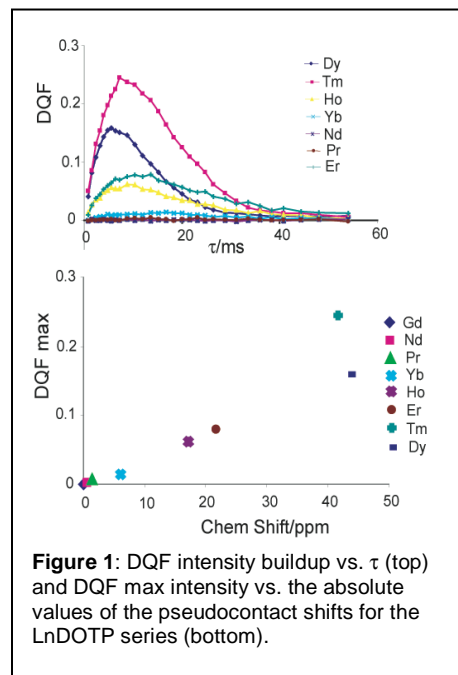 0.3
0.2
0.1
0
DQF
Dy
Tm
Ho
Yb
Nd
Pr
Er
0 20 40 60
τ/ms
0.3
0.2
0.1
0
DQF max
Gd
Nd
Pr
Yb
Ho
Er
Tm
Dy
0 10 20 30 40 50
Chem Shift/ppm
Figure 1: DQF intensity buildup vs. τ (top)
and DQF max intensity vs. the absolute
values of the pseudocontact shifts for the
LnDOTP series (bottom).